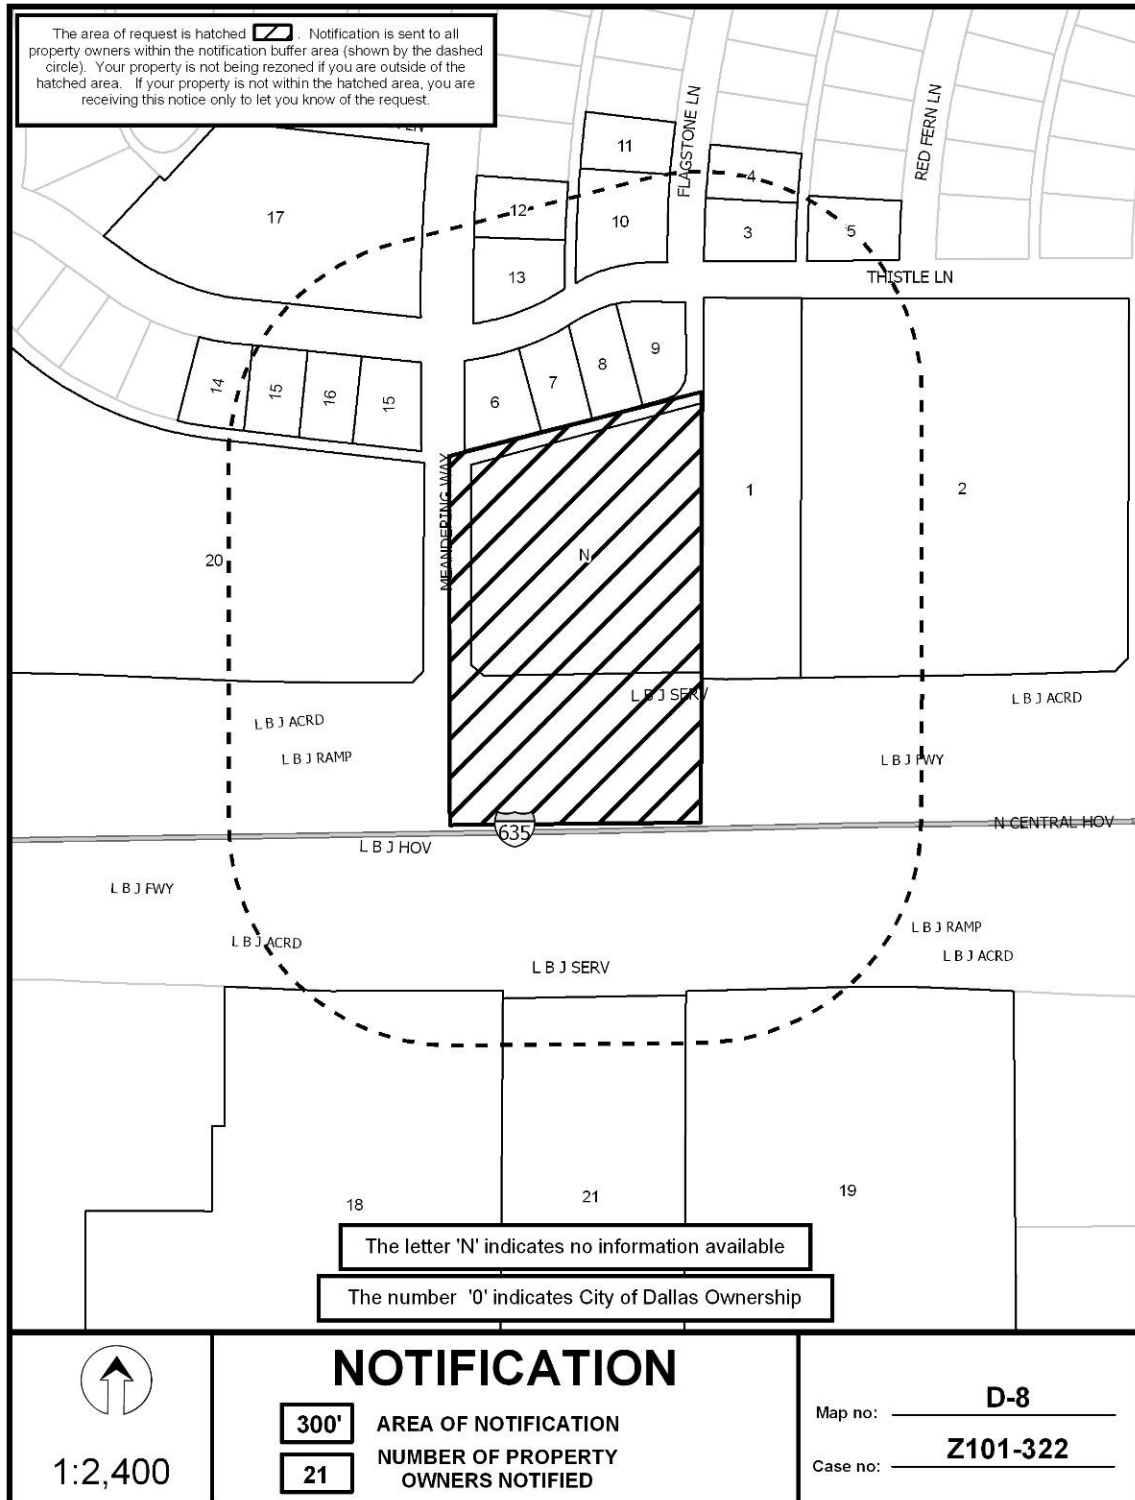 The area of request is hatched . Notification is sent to all
property owners within the notification buffer area (shown by the dashed
circle). Your property is not being rezoned if you are outside of the
hatched area. If your property is not within the hatched area, you are
receiving this notice only to let you know of the request.
FLAGSTONE LN
RED FERN LN
11
4
12
17
10
3
5
13
THISTLE LN
9
8
7
14
15
16
15
6
MEANDERING WAY
1
2
N
20
L B J SERV
L B J ACRD
L B J ACRD
L B J RAMP
L B J FWY
635
N CENTRAL HOV
L B J HOV
L B J FWY
L B J RAMP
L B J ACRD
L B J ACRD
L B J SERV
18
21
19
The letter 'N' indicates no information available
The number '0' indicates City of Dallas Ownership
1:2,400
NOTIFICATION
300' AREA OF NOTIFICATION
21 NUMBER OF PROPERTY
OWNERS NOTIFIED
Map no: D-8
Case no: Z101-322